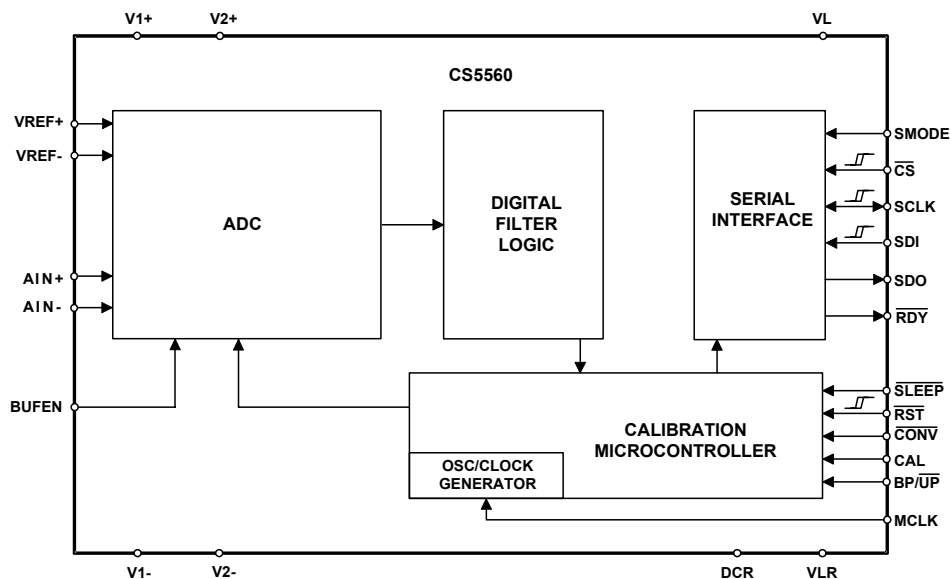 V1+ V2+ VL
CS5560
VREF+
VREF-
AIN+
AIN-
BUFEN
ADC
DIGITAL
FILTER
LOGIC
SERIAL
INTERFACE
SMODE
CS
SCLK
SDI
SDO
RDY
CALIBRATION
MICROCONTROLLER
OSC/CLOCK
GENERATOR
SLEEP
RST
CONV
CAL
BP/UP
MCLK
V1- V2- DCR VLR